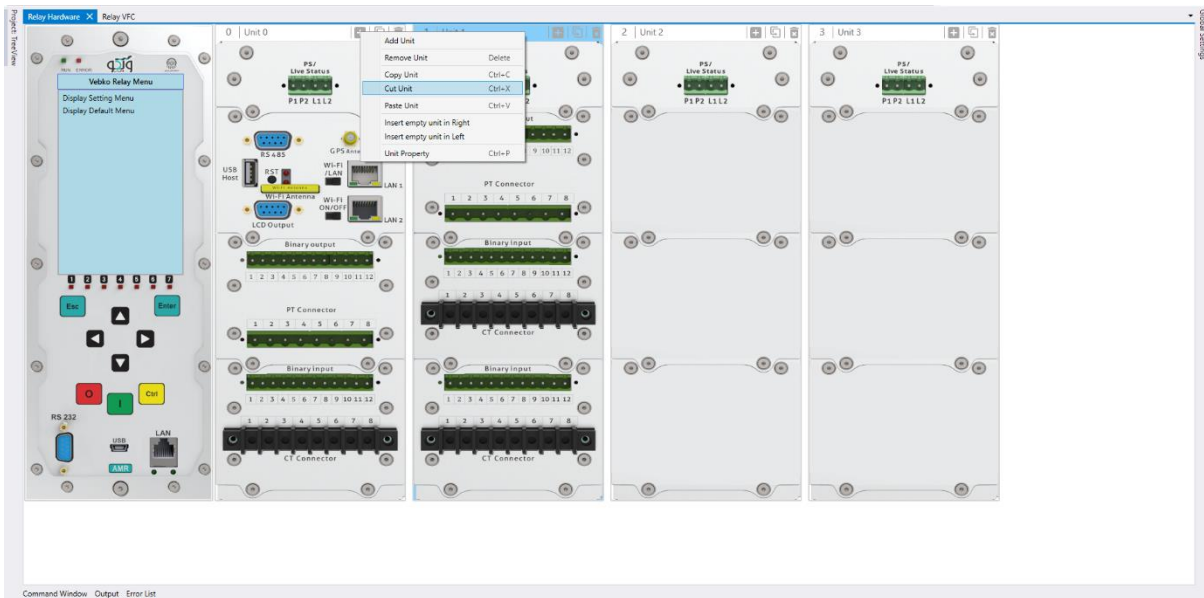 Relay Hardware X Relay VFC
Project: TreeView
Global Settings
0 Unit 0
2 Unit 2
3 Unit 3
Add Unit
Remove Unit Delete
Copy Unit Ctrl+C
Cut Unit Ctrl+X
Paste Unit Ctrl+V
Insert empty unit in Right
Insert empty unit in Left
Unit Property Ctrl+P
RUN ERROR
Vebko Relay Menu
Display Setting Menu
Display Default Menu
1 2 3 4 5 6 7
Esc
Enter
O
I
Ctrl
RS 232
USB
LAN
AMR
PS/
Live Status
P1 P2 L1 L2
RS 485
GPS
USB
Host
RST
Wi-Fi
/LAN
LAN 1
Wi-Fi Antenna
Wi-Fi
ON/OFF
LAN 2
LCD Output
Binary output
1 2 3 4 5 6 7 8 9 10 11 12
PT Connector
1 2 3 4 5 6 7 8
Binary input
1 2 3 4 5 6 7 8 9 10 11 12
1 2 3 4 5 6 7 8
CT Connector
9 10 11 12
PT Connector
1 2 3 4 5 6 7 8
Binary input
1 2 3 4 5 6 7 8 9 10 11 12
1 2 3 4 5 6 7 8
CT Connector
Binary input
1 2 3 4 5 6 7 8 9 10 11 12
1 2 3 4 5 6 7 8
CT Connector
PS/
Live Status
P1 P2 L1 L2
PS/
Live Status
P1 P2 L1 L2
Command Window Output Error List